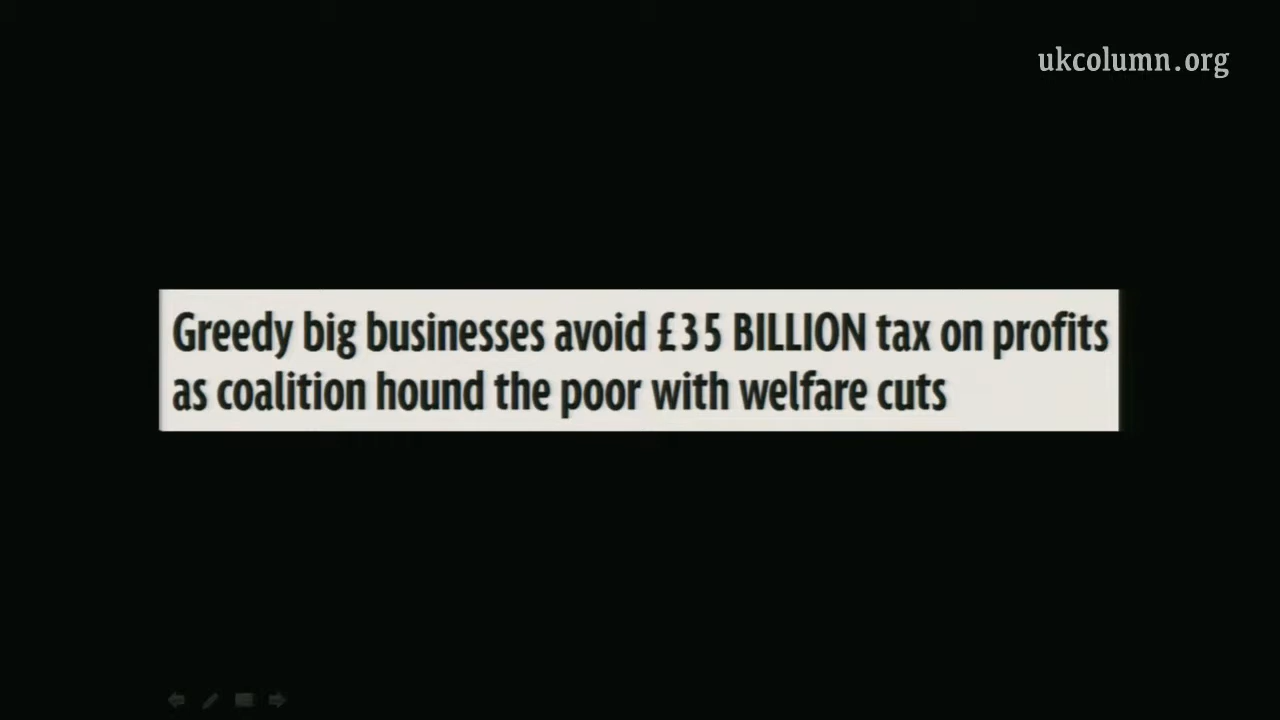 ukcolumn.org
Greedy big businesses avoid £35 BILLION tax on profits
as coalition hound the poor with welfare cuts